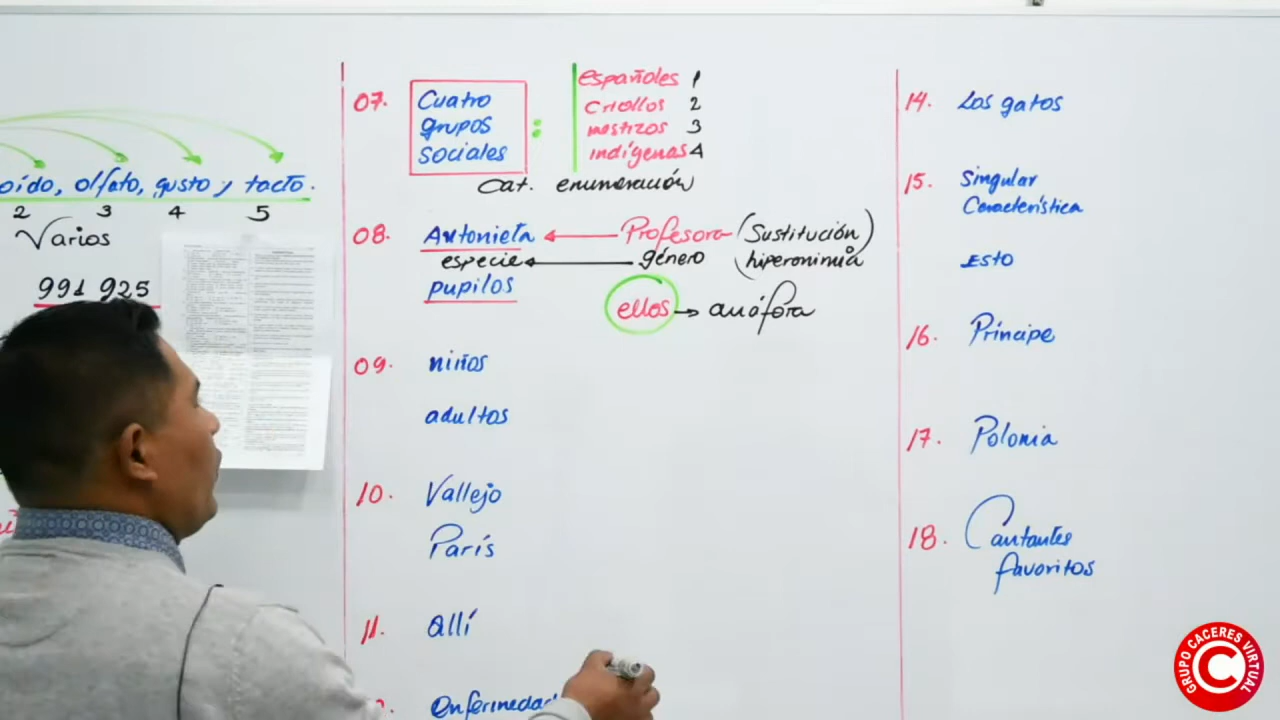 oído, olfato, gusto y tacto.
2 3 4 5
Varios
991 925
07. Cuatro
grupos
sociales
:
españoles 1
criollos 2
mestizos 3
indígenas 4
Cat. enumeración
08. Antonieta Profesora (Sustitución)
especie género (hiperonimia)
pupilos
ellos → anáfora
09. niños
adultos
10. Vallejo
París
11. allí
Enfermedad
14. Los gatos
15. Singular
Característica
Esto
16. Príncipe
17. Polonia
18. Cantantes
favoritos
GRUPO CACERES VIRTUAL
C